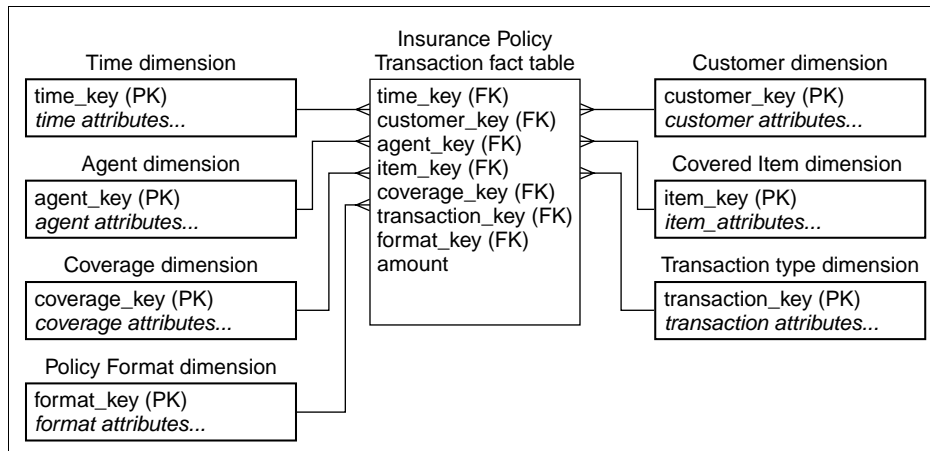 Time dimension
time_key (PK)
time attributes...
Agent dimension
agent_key (PK)
agent attributes...
Coverage dimension
coverage_key (PK)
coverage attributes...
Policy Format dimension
format_key (PK)
format attributes...
Insurance Policy
Transaction fact table
time_key (FK)
customer_key (FK)
agent_key (FK)
item_key (FK)
coverage_key (FK)
transaction_key (FK)
format_key (FK)
amount
Customer dimension
customer_key (PK)
customer attributes...
Covered Item dimension
item_key (PK)
item_attributes...
Transaction type dimension
transaction_key (PK)
transaction attributes...